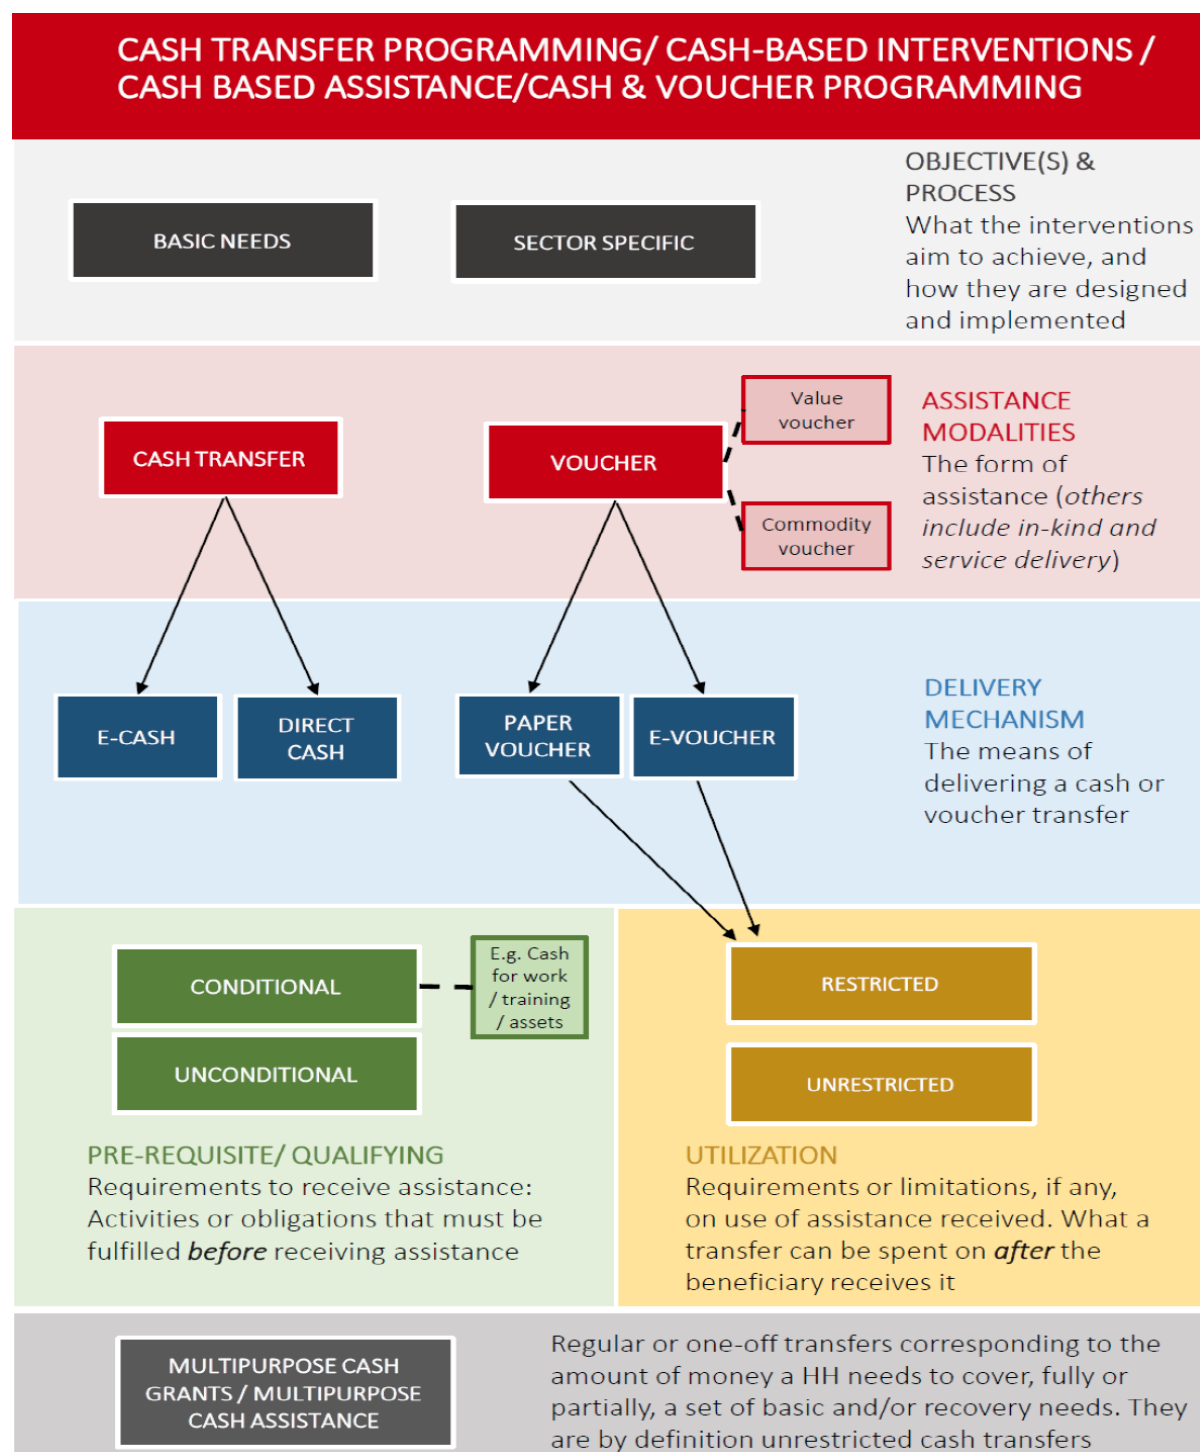 CASH TRANSFER PROGRAMMING/ CASH-BASED INTERVENTIONS /
CASH BASED ASSISTANCE/CASH & VOUCHER PROGRAMMING
BASIC NEEDS
SECTOR SPECIFIC
OBJECTIVE(S) &
PROCESS
What the interventions
aim to achieve, and
how they are designed
and implemented
CASH TRANSFER
VOUCHER
Value
voucher
Commodity
voucher
ASSISTANCE
MODALITIES
The form of
assistance (others
include in-kind and
service delivery)
E-CASH
DIRECT
CASH
PAPER
VOUCHER
E-VOUCHER
DELIVERY
MECHANISM
The means of
delivering a cash or
voucher transfer
CONDITIONAL
E.g. Cash
for work
/ training
/ assets
UNCONDITIONAL
PRE-REQUISITE/ QUALIFYING
Requirements to receive assistance:
Activities or obligations that must be
fulfilled before receiving assistance
RESTRICTED
UNRESTRICTED
UTILIZATION
Requirements or limitations, if any,
on use of assistance received. What a
transfer can be spent on after the
beneficiary receives it
MULTIPURPOSE CASH
GRANTS / MULTIPURPOSE
CASH ASSISTANCE
Regular or one-off transfers corresponding to the
amount of money a HH needs to cover, fully or
partially, a set of basic and/or recovery needs. They
are by definition unrestricted cash transfers